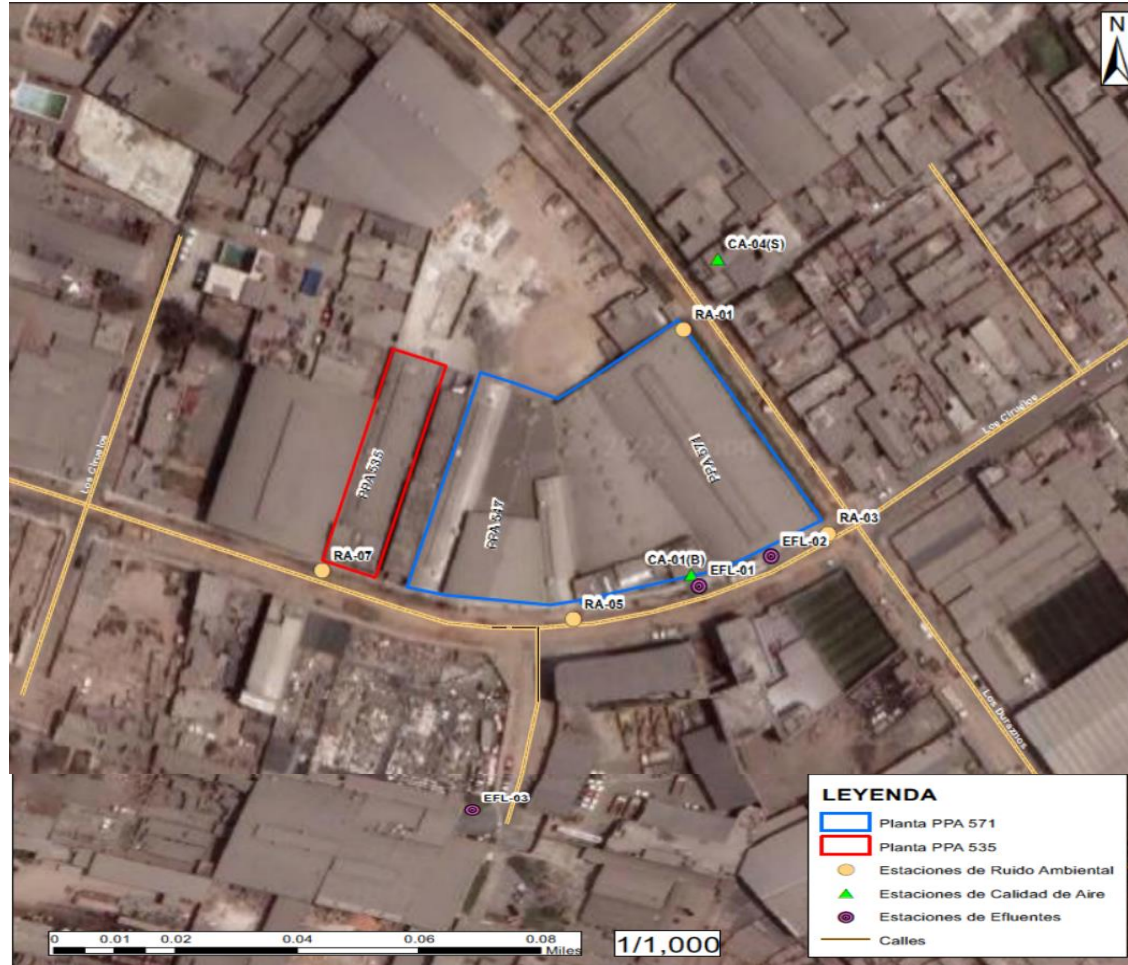 N
CA-04(S)
RA-01
Los Ciruelos
Los Ciruelos
PPA 535
PPA 571
PPA 547
RA-03
EFL-02
RA-07
CA-01(B)
EFL-01
RA-05
Los Duraznos
EFL-03
LEYENDA
Planta PPA 571
Planta PPA 535
Estaciones de Ruido Ambiental
Estaciones de Calidad de Aire
Estaciones de Efluentes
Calles
0 0.01 0.02 0.04 0.06 0.08
Miles
1/1,000